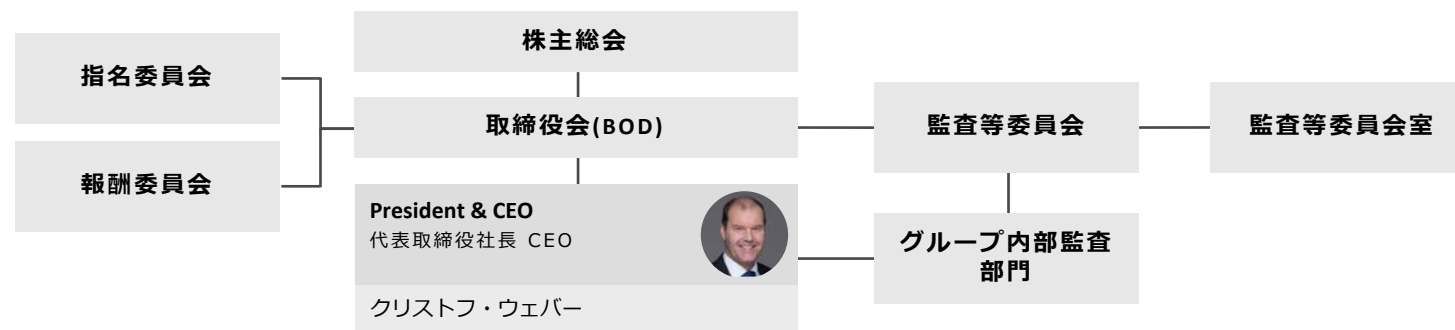 株主総会
指名委員会
取締役会(BOD)
監査等委員会
監査等委員会室
報酬委員会
President & CEO
代表取締役社長 CEO
グループ内部監査
部門
クリストフ・ウェバー